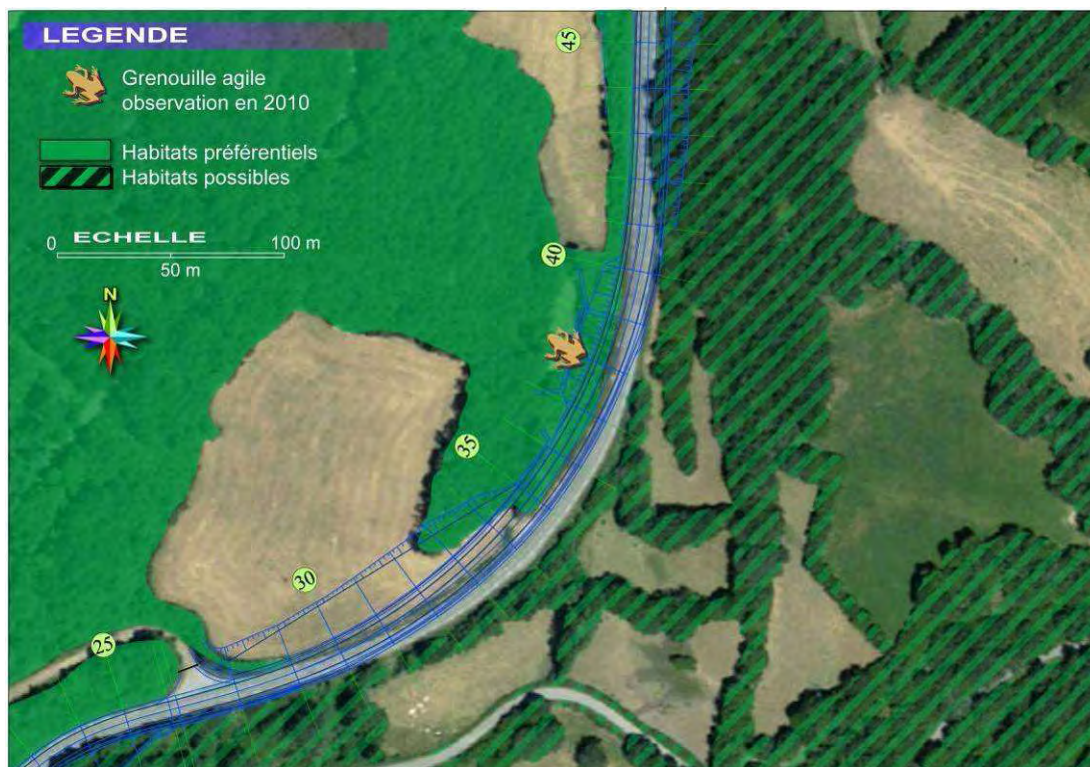 LEGENDE
Grenouille agile
observation en 2010
Habitats préférentiels
Habitats possibles
0 ECHELLE 100 m
50 m
N
45
40
35
30
25